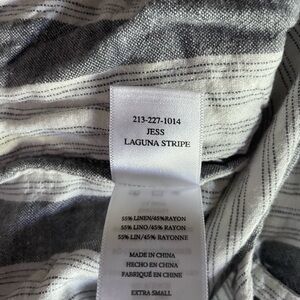 213-227-1014
JESS
LAGUNA STRIPE
55% LINEN/45% RAYON
55% LINO/45% RAYON
55% LIN/45% RAYONNE
MADE IN CHINA
HECHO EN CHINA
FABRIQUÉ EN CHINE
EXTRA SMALL